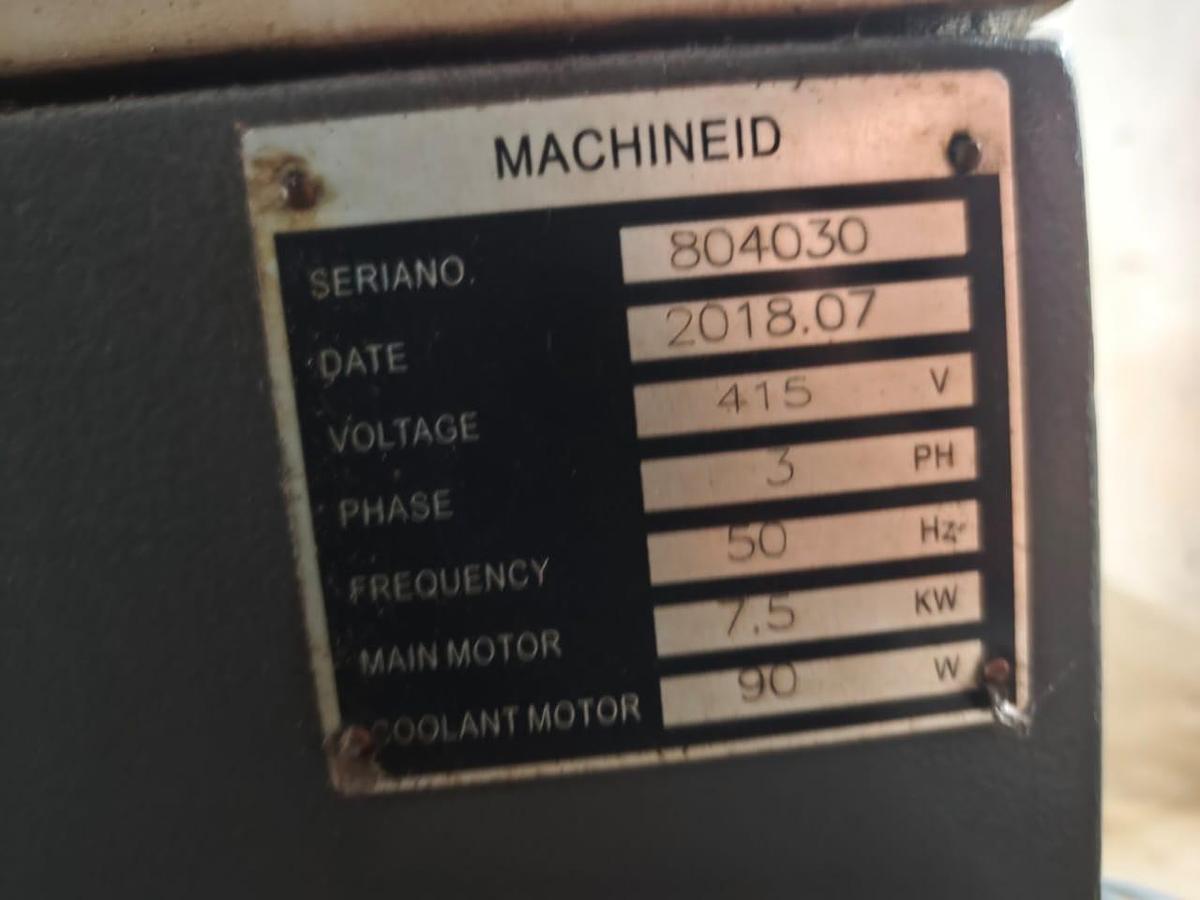 MACHINEID
SERIANO. 804030
DATE 2018.07
VOLTAGE 415 V
PHASE 3 PH
FREQUENCY 50 Hz
MAIN MOTOR 7.5 KW
COOLANT MOTOR 90 W